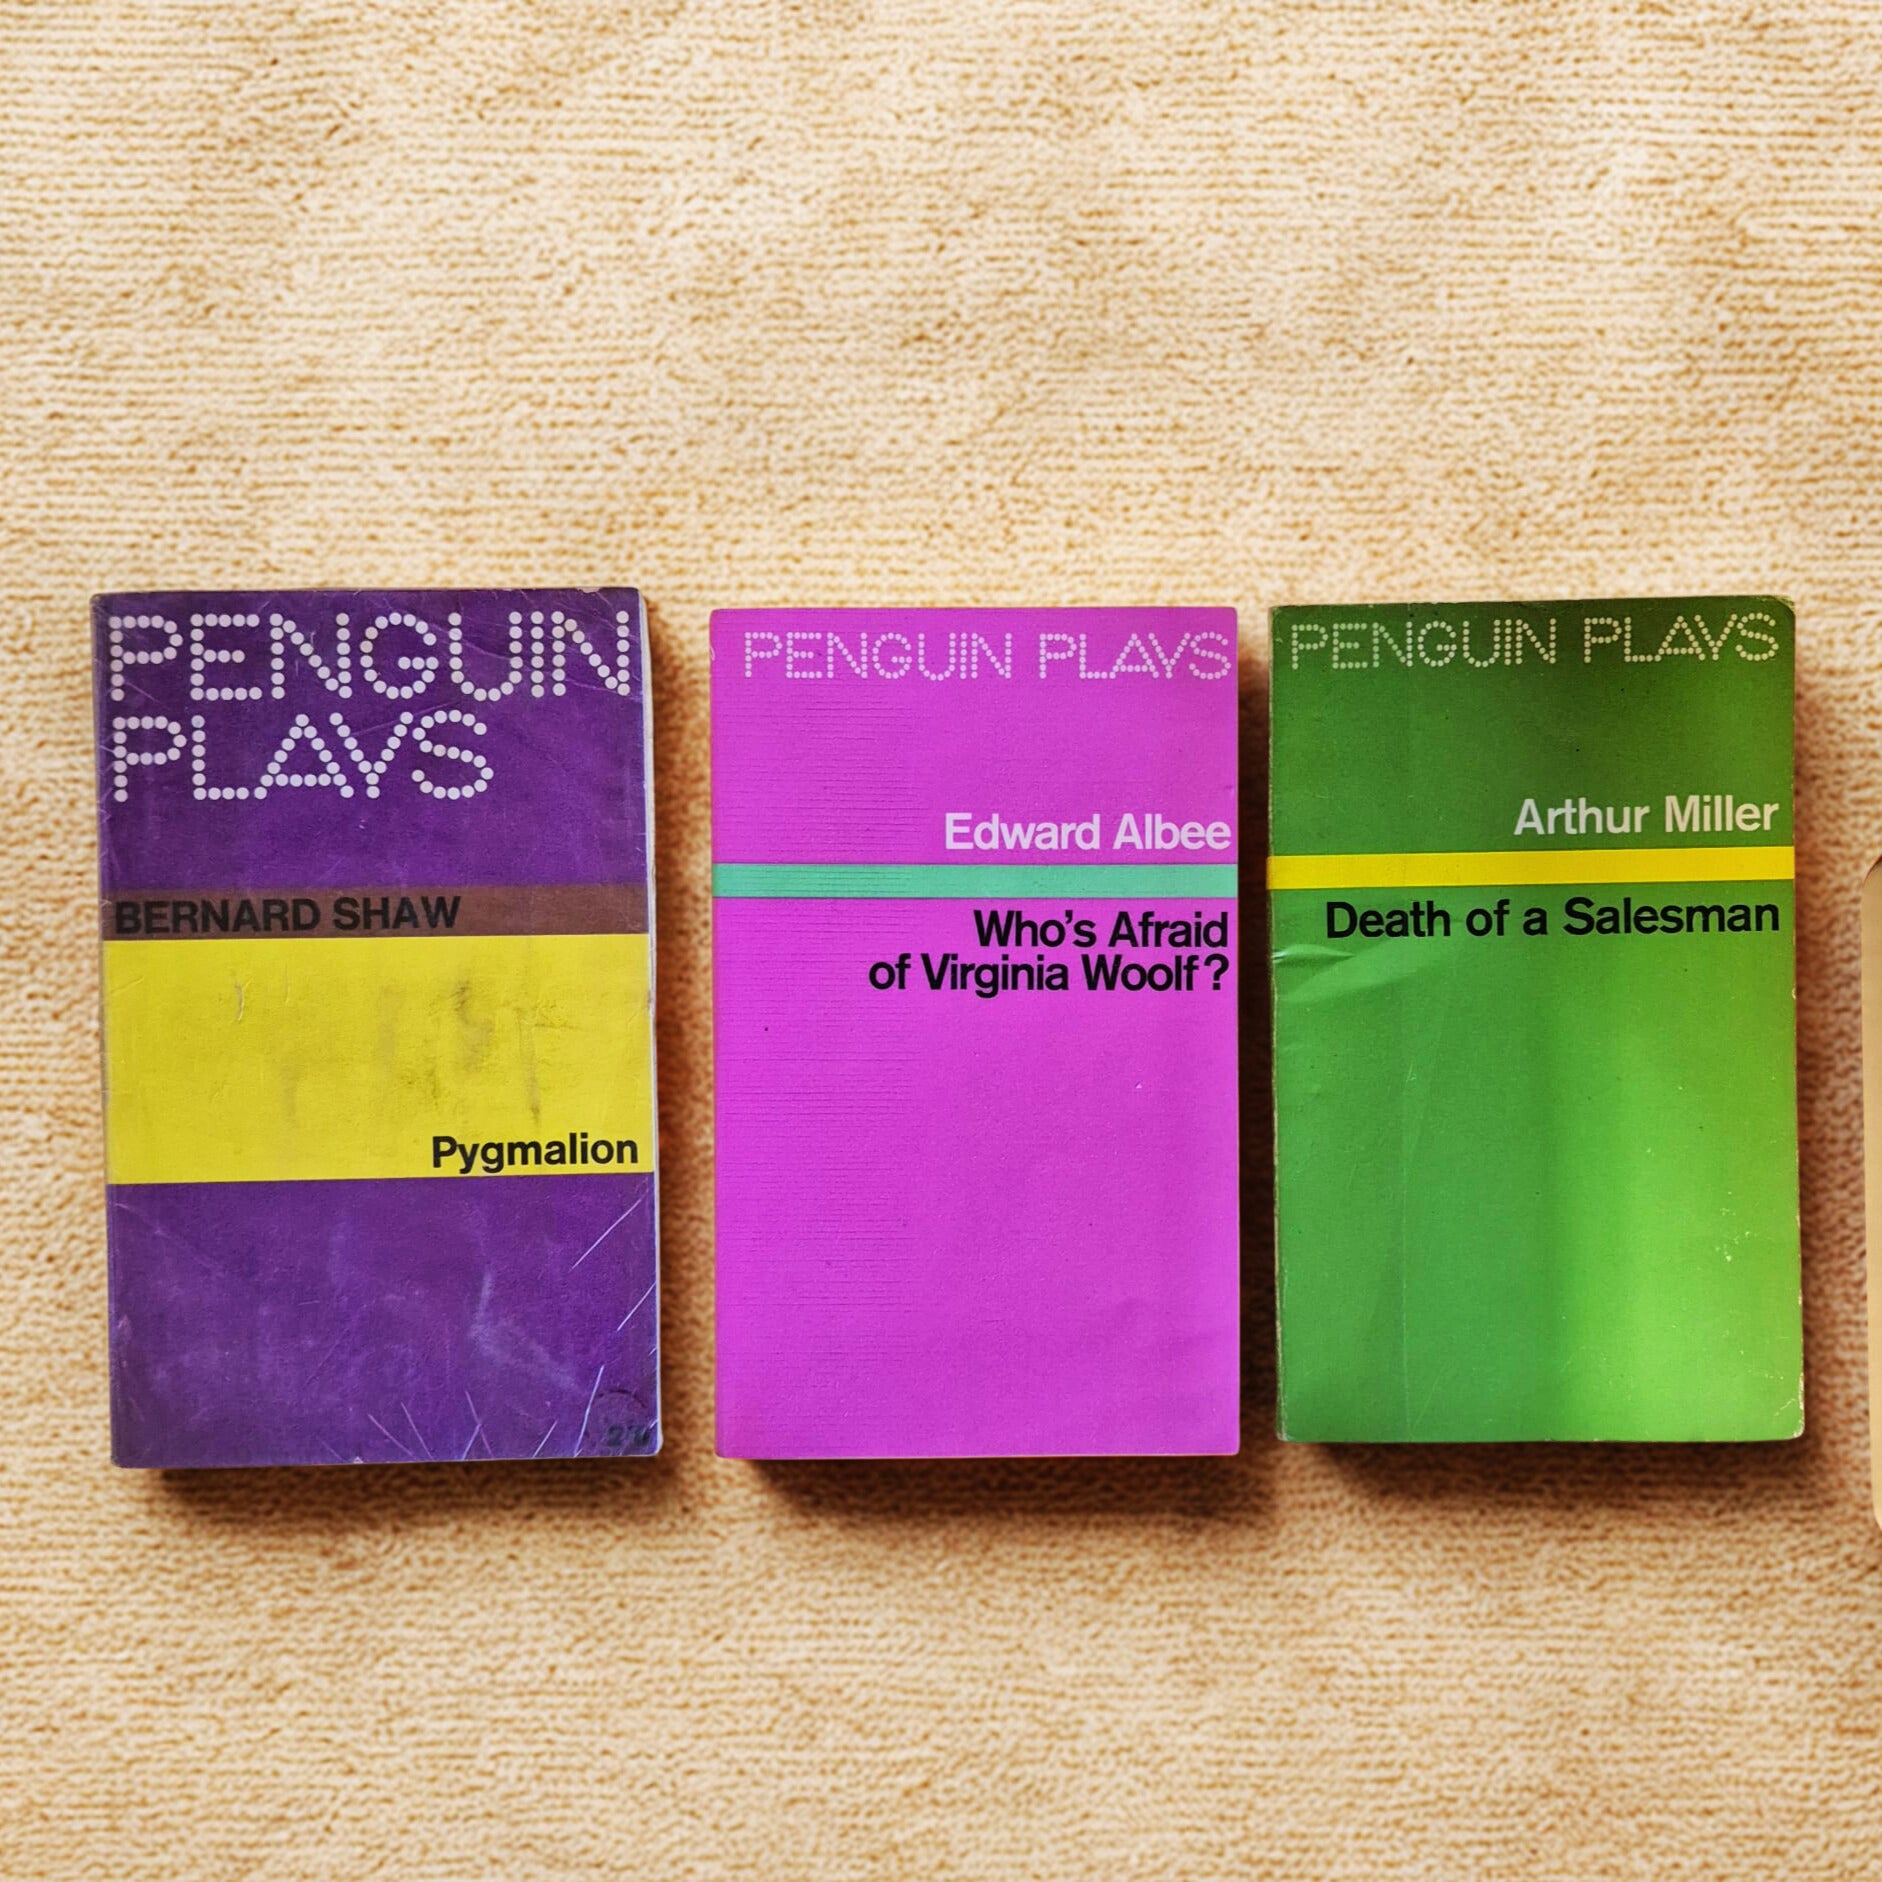 PENGUIN
PLAYS
BERNARD SHAW
Pygmalion
PENGUIN PLAYS
Edward Albee
Who's Afraid
of Virginia Woolf?
PENGUIN PLAYS
Arthur Miller
Death of a Salesman